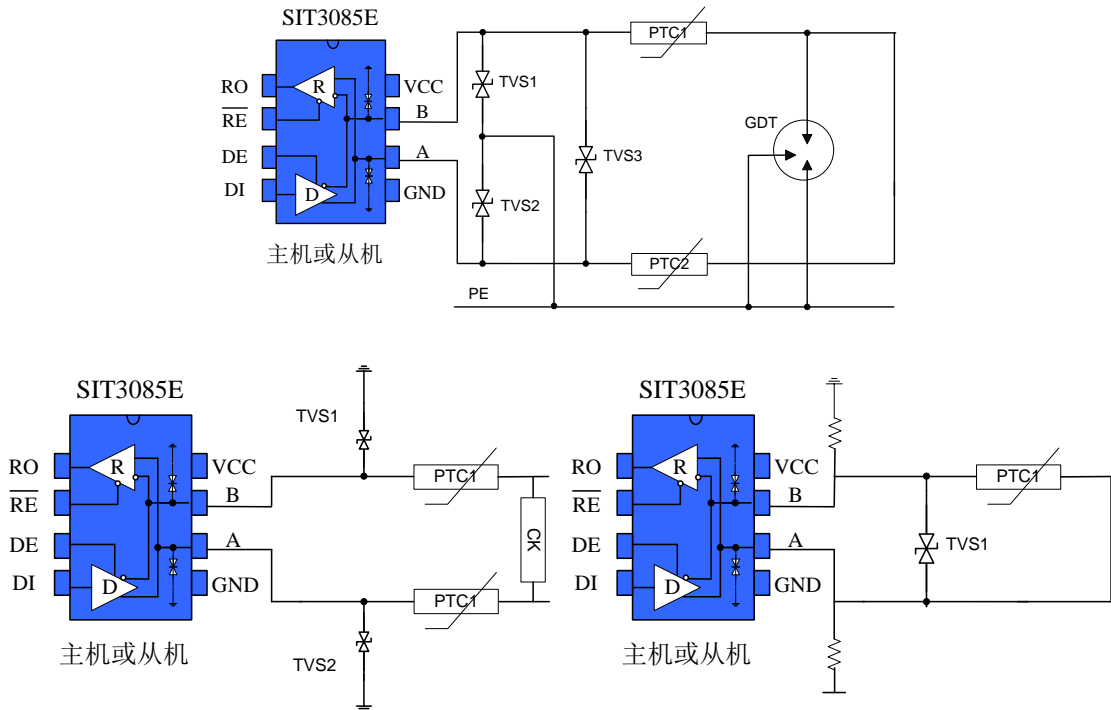 SIT3085E
RO
RE
DE
DI
R
D
VCC
B
A
GND
主机或从机
TVS1
TVS2
TVS3
PTC1
PTC2
GDT
PE
SIT3085E
RO
RE
DE
DI
R
D
VCC
B
A
GND
主机或从机
TVS1
TVS2
PTC1
PTC1
CK
SIT3085E
RO
RE
DE
DI
R
D
VCC
B
A
GND
主机或从机
TVS1
PTC1